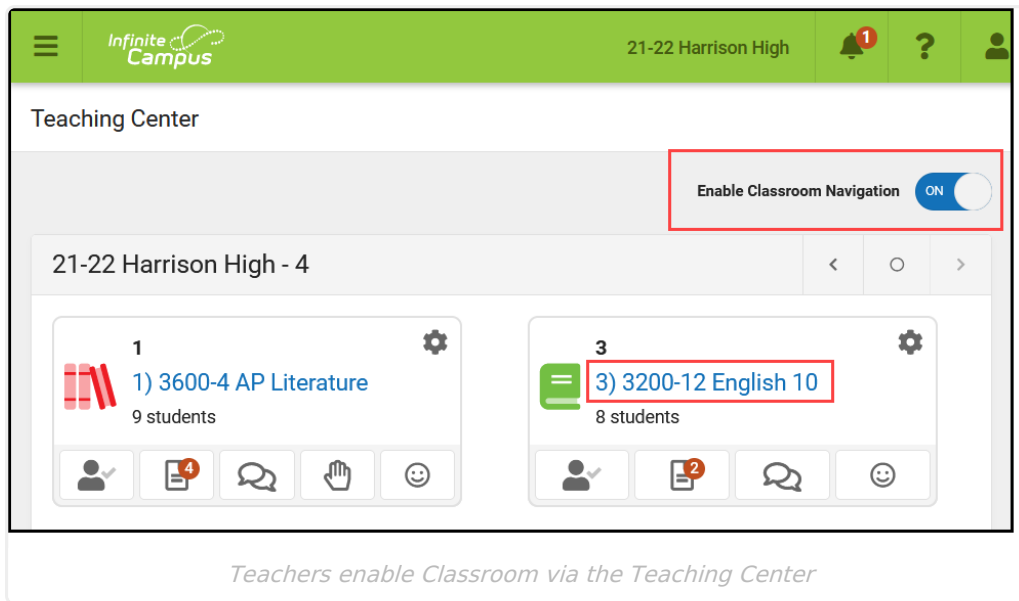 Infinite
Campus
21-22 Harrison High
1
?
Teaching Center
Enable Classroom Navigation
ON
21-22 Harrison High - 4
1
1) 3600-4 AP Literature
9 students
4
3
3) 3200-12 English 10
8 students
2
Teachers enable Classroom via the Teaching Center